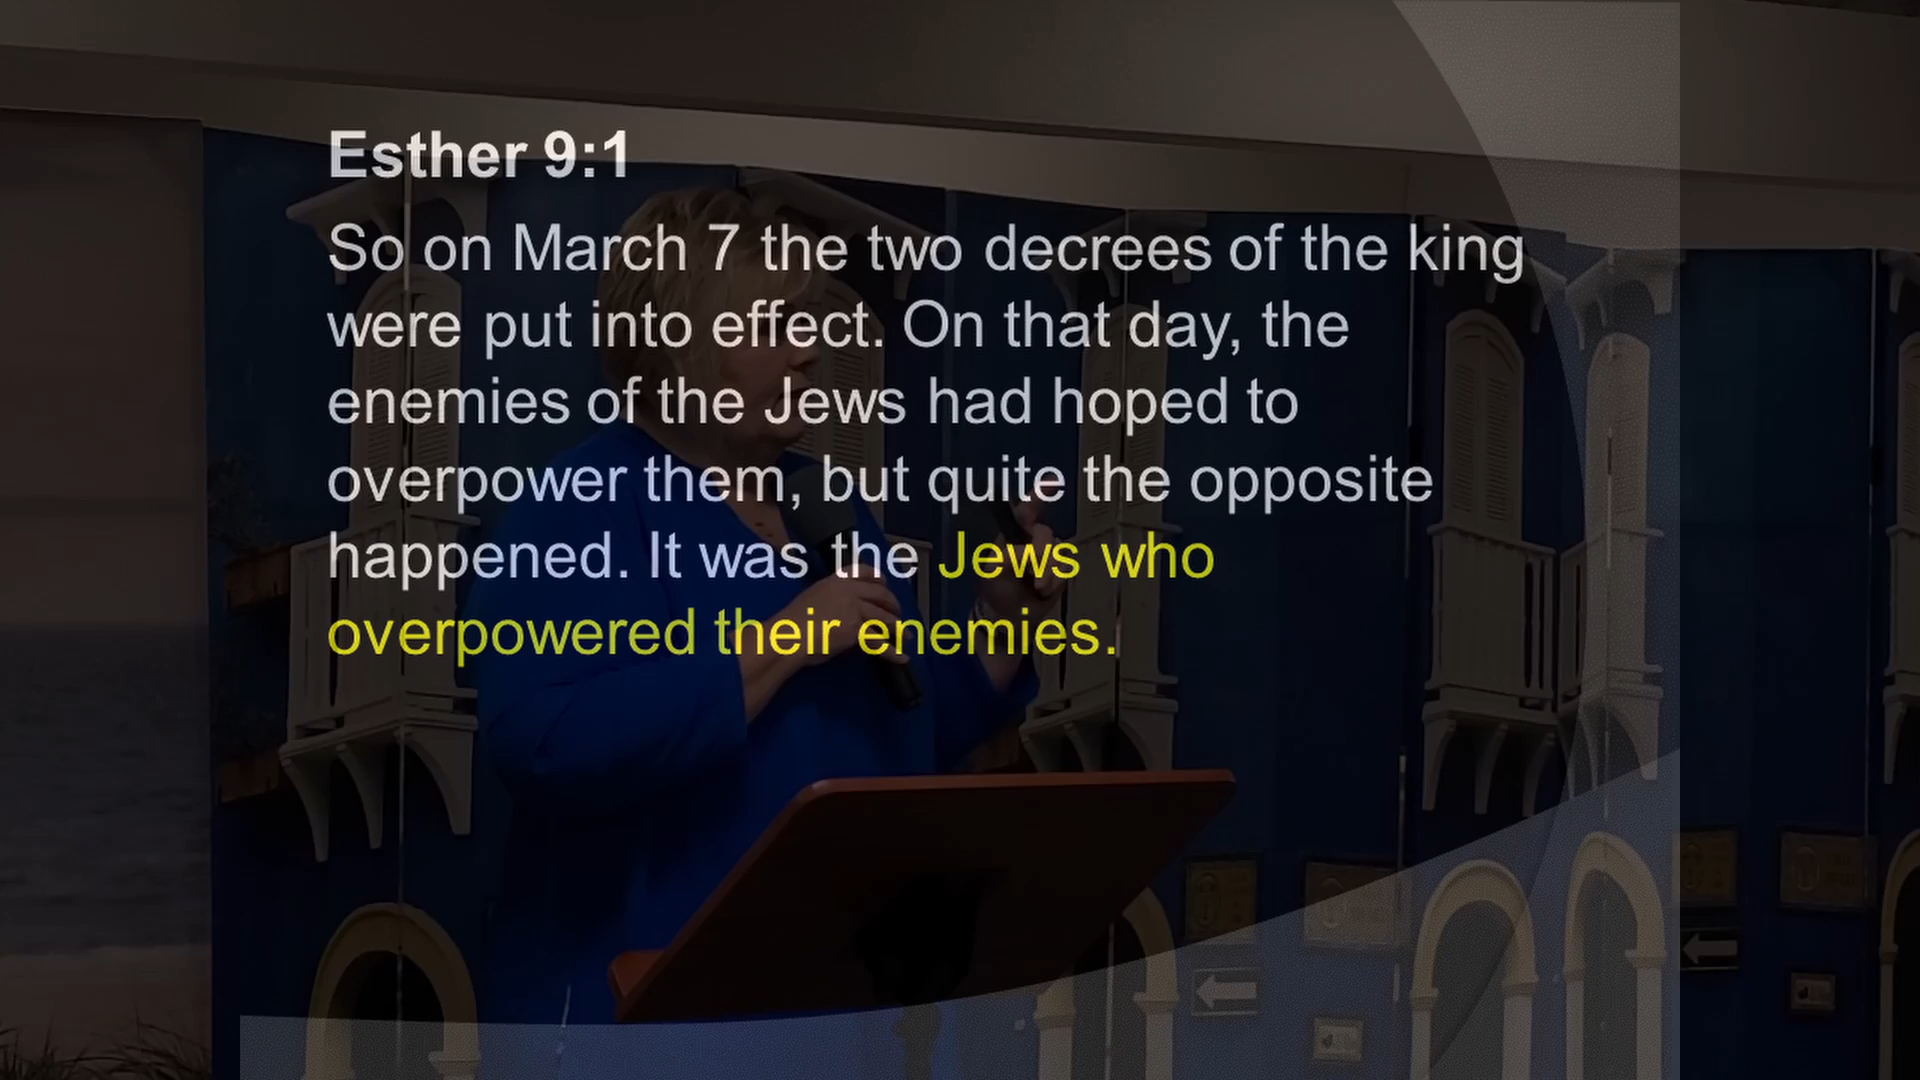 Esther 9:1
So on March 7 the two decrees of the king
were put into effect. On that day, the
enemies of the Jews had hoped to
overpower them, but quite the opposite
happened. It was the Jews who
overpowered their enemies.